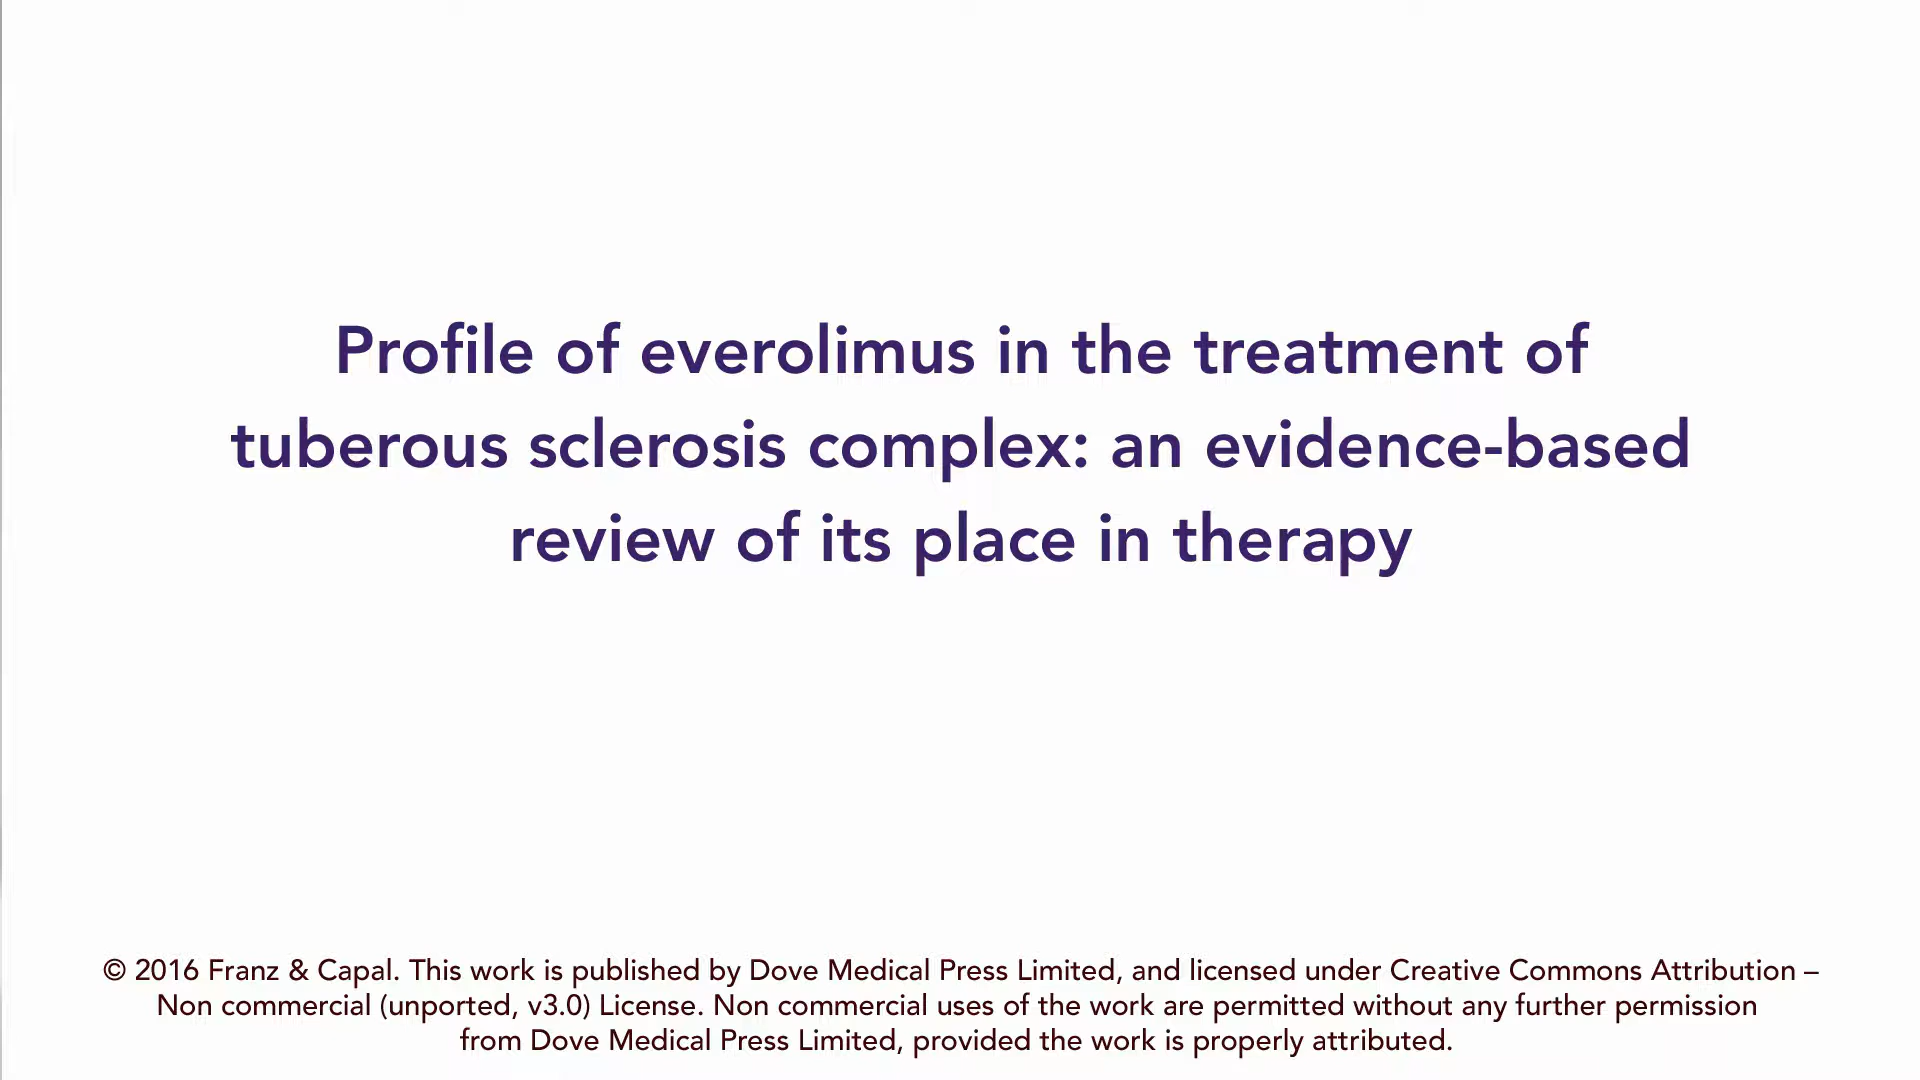 Profile of everolimus in the treatment of
tuberous sclerosis complex: an evidence-based
review of its place in therapy
© 2016 Franz & Capal. This work is published by Dove Medical Press Limited, and licensed under Creative Commons Attribution –
Non commercial (unported, v3.0) License. Non commercial uses of the work are permitted without any further permission
from Dove Medical Press Limited, provided the work is properly attributed.